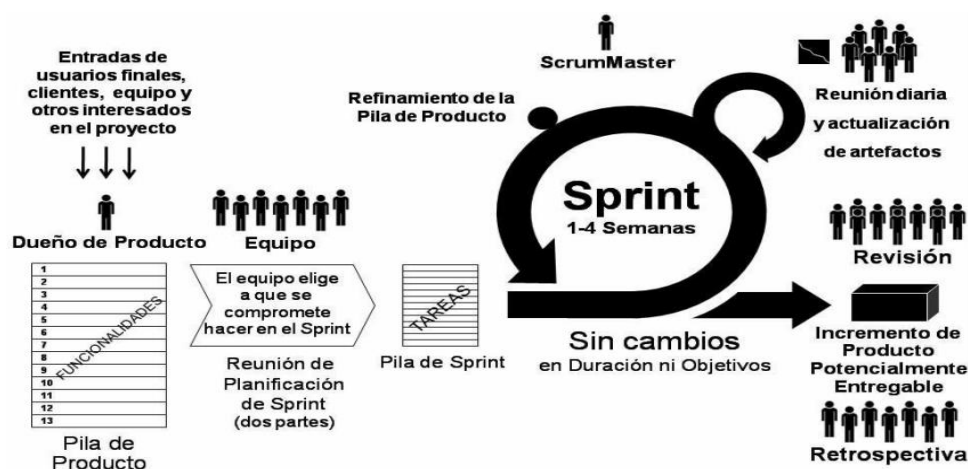 Entradas de
usuarios finales,
clientes, equipo y
otros interesados
en el proyecto
Dueño de Producto
1
2
3
4
5
6
7
8
9
10
11
12
13
FUNCIONALIDADES
Pila de
Producto
Equipo
El equipo elige
a que se
compromete
hacer en el Sprint
Reunión de
Planificación
de Sprint
(dos partes)
TAREAS
Pila de Sprint
ScrumMaster
Refinamiento de la
Pila de Producto
Sprint
1-4 Semanas
Sin cambios
en Duración ni Objetivos
Reunión diaria
y actualización
de artefactos
Revisión
Incremento de
Producto
Potencialmente
Entregable
Retrospectiva